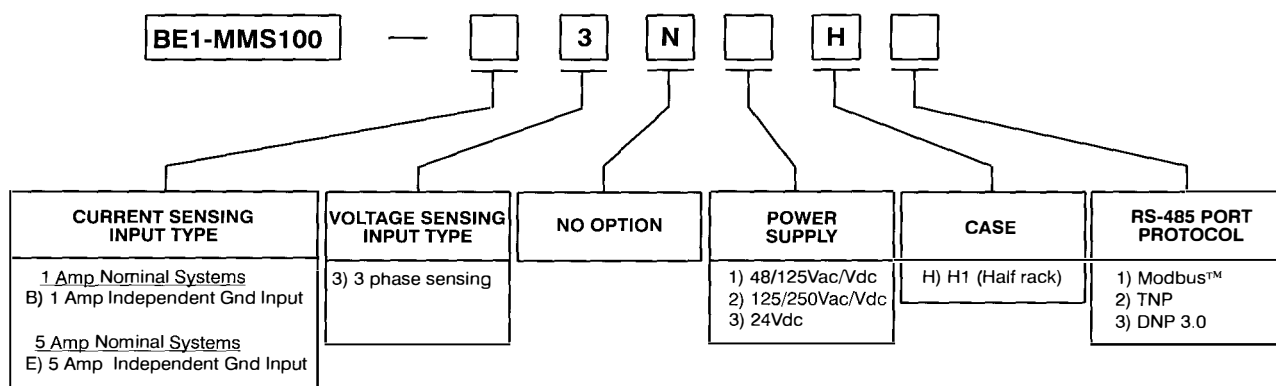 BE1-MMS100 — 3 N H
CURRENT SENSING
INPUT TYPE
1 Amp Nominal Systems
B) 1 Amp Independent Gnd Input
5 Amp Nominal Systems
E) 5 Amp Independent Gnd Input
VOLTAGE SENSING
INPUT TYPE
3) 3 phase sensing
NO OPTION
POWER
SUPPLY
1) 48/125Vac/Vdc
2) 125/250Vac/Vdc
3) 24Vdc
CASE
H) H1 (Half rack)
RS-485 PORT
PROTOCOL
1) Modbus™
2) TNP
3) DNP 3.0